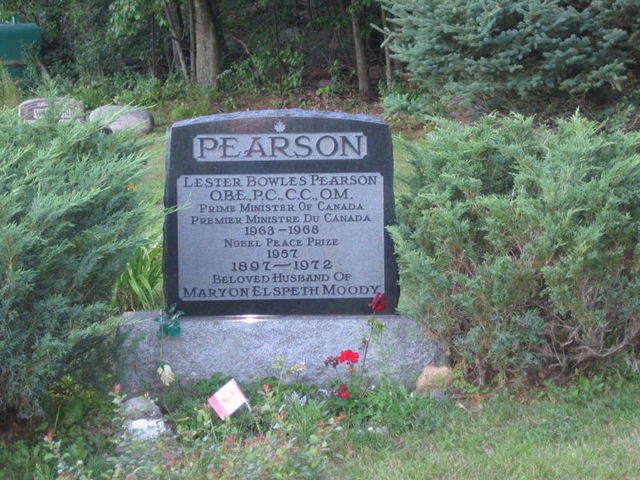 PEARSON
LESTER BOWLES PEARSON
O.B.E., P.C., C.C., O.M.
PRIME MINISTER OF CANADA
PREMIER MINISTRE DU CANADA
1963-1968
NOBEL PEACE PRIZE
1957
1897-1972
BELOVED HUSBAND OF
MARYON ELSPETH MOODY